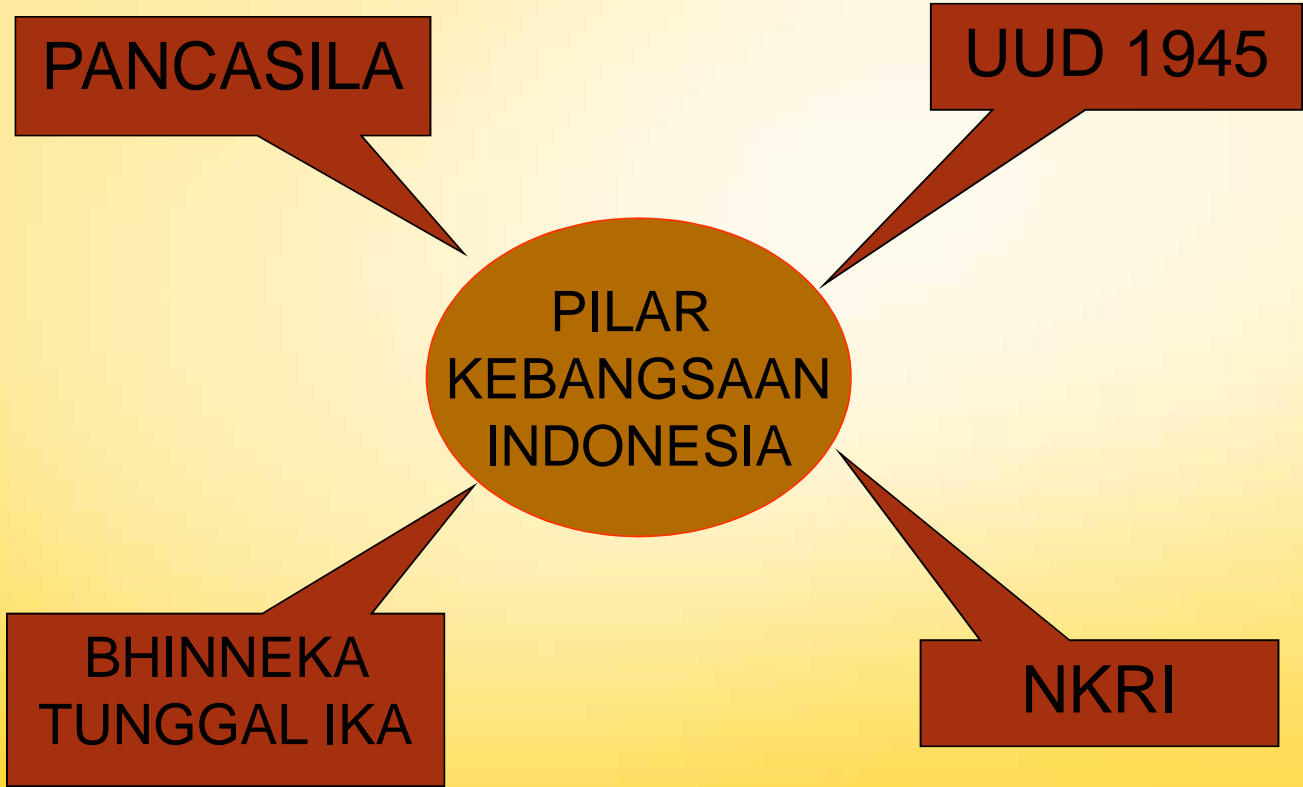 PANCASILA
UUD 1945
PILAR
KEBANGSAAN
INDONESIA
BHINNEKA
TUNGGAL IKA
NKRI